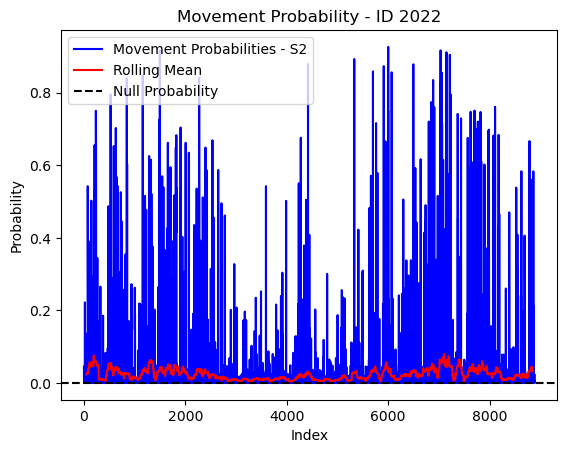 Movement Probability - ID 2022
Movement Probabilities - S2
Rolling Mean
Null Probability
Probability
0.8
0.6
0.4
0.2
0.0
0
2000
4000
6000
8000
Index